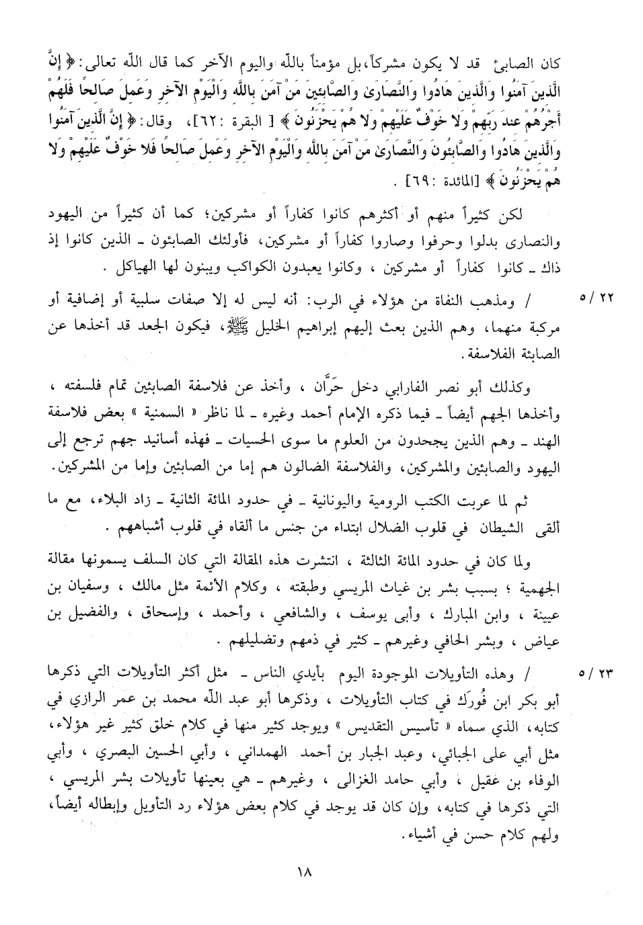 كان الصابئ قد لا يكون مشركاً، بل مؤمناً بالله واليوم الآخر كما قال الله تعالى: ﴿ إِنَّ
الَّذِينَ آمَنُوا وَالَّذِينَ هَادُوا وَالنَّصَارَىٰ وَالصَّابِئِينَ مَنْ آمَنَ بِاللَّهِ وَالْيَوْمِ الآخِرِ وَعَمِلَ صَالِحًا فَلَهُمْ
أَجْرُهُمْ عِندَ رَبِّهِمْ وَلا خَوْفٌ عَلَيْهِمْ وَلا هُمْ يَحْزَنُونَ ﴾ [ البقرة : ٦٢ ]، وقال: ﴿ إِنَّ الَّذِينَ آمَنُوا
وَالَّذِينَ هَادُوا وَالصَّابِئُونَ وَالنَّصَارَىٰ مَنْ آمَنَ بِاللَّهِ وَالْيَوْمِ الآخِرِ وَعَمِلَ صَالِحًا فَلا خَوْفٌ عَلَيْهِمْ وَلا
هُمْ يَحْزَنُونَ ﴾ [المائدة : ٦٩] .
لكن كثيراً منهم أو أكثرهم كانوا كفاراً أو مشركين؛ كما أن كثيراً من اليهود
والنصارى بدلوا وحرفوا وصاروا كفاراً أو مشركين، فأولئك الصابئون ـ الذين كانوا إذ
ذاك ـ كانوا كفاراً أو مشركين ، وكانوا يعبدون الكواكب ويبنون لها الهياكل .
٥ / ٢٢ / ومذهب النفاة من هؤلاء في الرب: أنه ليس له إلا صفات سلبية أو إضافية أو
مركبة منهما، وهم الذين بعث إليهم إبراهيم الخليل ﷺ، فيكون الجعد قد أخذها عن
الصابئة الفلاسفة.
وكذلك أبو نصر الفارابي دخل حَرَّان ، وأخذ عن فلاسفة الصابئين تمام فلسفته ،
وأخذها الجهم أيضاً ـ فيما ذكره الإمام أحمد وغيره ـ لما ناظر « السمنية » بعض فلاسفة
الهند ـ وهم الذين يجحدون من العلوم ما سوى الحسيات ـ فهذه أسانيد جهم ترجع إلى
اليهود والصابئين والمشركين، والفلاسفة الضالون هم إما من الصابئين وإما من المشركين.
ثم لما عربت الكتب الرومية واليونانية ـ في حدود المائة الثانية ـ زاد البلاء، مع ما
ألقى الشيطان في قلوب الضلال ابتداء من جنس ما ألقاه في قلوب أشباههم .
ولما كان في حدود المائة الثالثة ، انتشرت هذه المقالة التي كان السلف يسمونها مقالة
الجهمية ؛ بسبب بشر بن غياث المريسي وطبقته ، وكلام الأئمة مثل مالك ، وسفيان بن
عيينة ، وابن المبارك ، وأبى يوسف ، والشافعي ، وأحمد ، وإسحاق ، والفضيل بن
عياض ، وبشر الحافي وغيرهم ـ كثير في ذمهم وتضليلهم .
٥ / ٢٣ / وهذه التأويلات الموجودة اليوم بأيدي الناس ـ مثل أكثر التأويلات التي ذكرها
أبو بكر ابن فُورَك في كتاب التأويلات ، وذكرها أبو عبد الله محمد بن عمر الرازي في
كتابه، الذي سماه « تأسيس التقديس » ويوجد كثير منها في كلام خلق كثير غير هؤلاء،
مثل أبي على الجبائي، وعبد الجبار بن أحمد الهمداني ، وأبي الحسين البصري ، وأبي
الوفاء بن عقيل ، وأبي حامد الغزالى ، وغيرهم ـ هي بعينها تأويلات بشر المريسي ،
التي ذكرها في كتابه، وإن كان قد يوجد في كلام بعض هؤلاء رد التأويل وإبطاله أيضاً،
ولهم كلام حسن في أشياء.
١٨